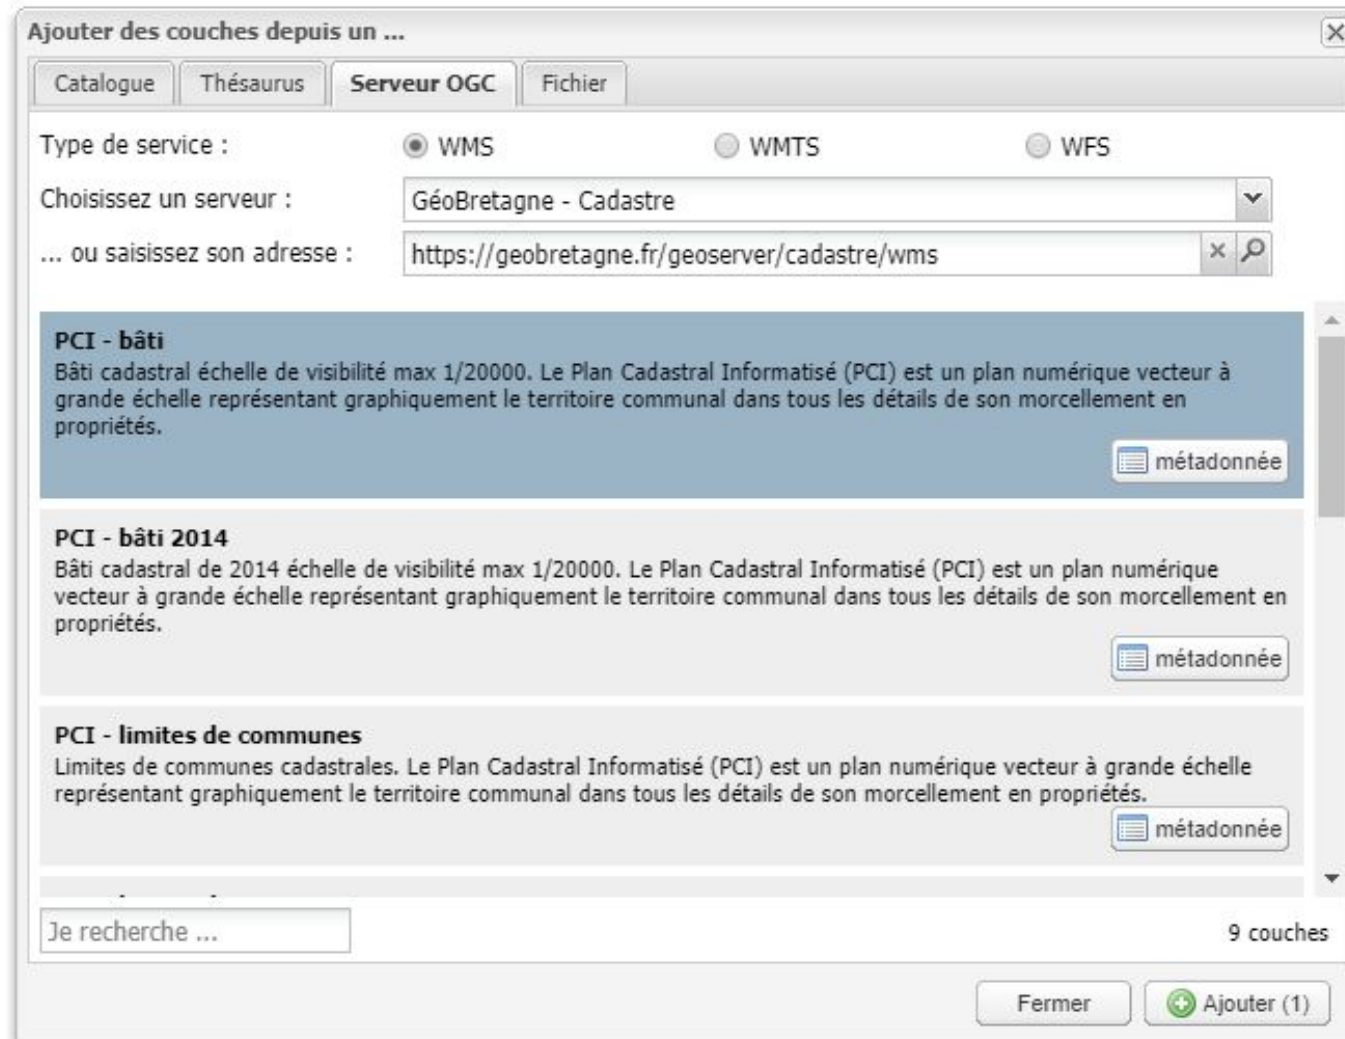 Ajouter des couches depuis un ...
Catalogue Thésaurus Serveur OGC Fichier
Type de service : WMS WMTS WFS
Choisissez un serveur : GéoBretagne - Cadastre
... ou saisissez son adresse : https://geobretagne.fr/geoserver/cadastre/wms
PCI - bâti
Bâti cadastral échelle de visibilité max 1/20000. Le Plan Cadastral Informatisé (PCI) est un plan numérique vecteur à
grande échelle représentant graphiquement le territoire communal dans tous les détails de son morcellement en
propriétés.
métadonnée
PCI - bâti 2014
Bâti cadastral de 2014 échelle de visibilité max 1/20000. Le Plan Cadastral Informatisé (PCI) est un plan numérique
vecteur à grande échelle représentant graphiquement le territoire communal dans tous les détails de son morcellement en
propriétés.
métadonnée
PCI - limites de communes
Limites de communes cadastrales. Le Plan Cadastral Informatisé (PCI) est un plan numérique vecteur à grande échelle
représentant graphiquement le territoire communal dans tous les détails de son morcellement en propriétés.
métadonnée
Je recherche ... 9 couches
Fermer Ajouter (1)